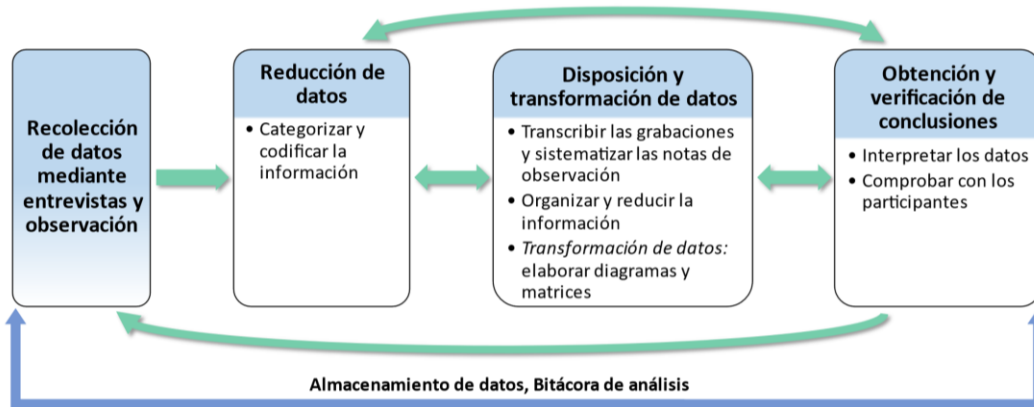 Recolección
de datos
mediante
entrevistas y
observación
Reducción de
datos
• Categorizar y
codificar la
información
Disposición y
transformación de datos
• Transcribir las grabaciones
y sistematizar las notas de
observación
• Organizar y reducir la
información
• Transformación de datos:
elaborar diagramas y
matrices
Obtención y
verificación de
conclusiones
• Interpretar los datos
• Comprobar con los
participantes
Almacenamiento de datos, Bitácora de análisis